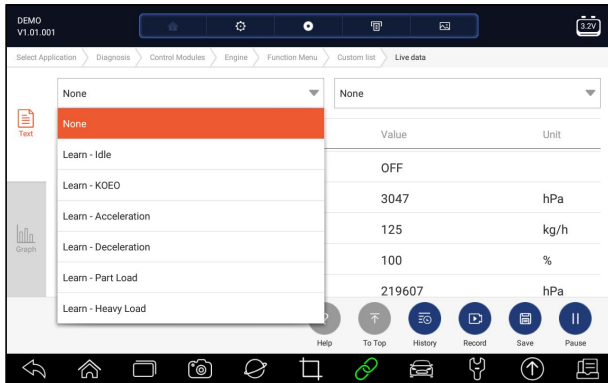 DEMO
V1.01.001
3.2V
Select Application Diagnosis Control Modules Engine Function Menu Custom list Live data
None None
Text
None
Value Unit
Learn - Idle
OFF
Learn - KOEO
3047 hPa
Learn - Acceleration
125 kg/h
Learn - Deceleration
Graph
100 %
Learn - Part Load
219607 hPa
Learn - Heavy Load
Help To Top History Record Save Pause